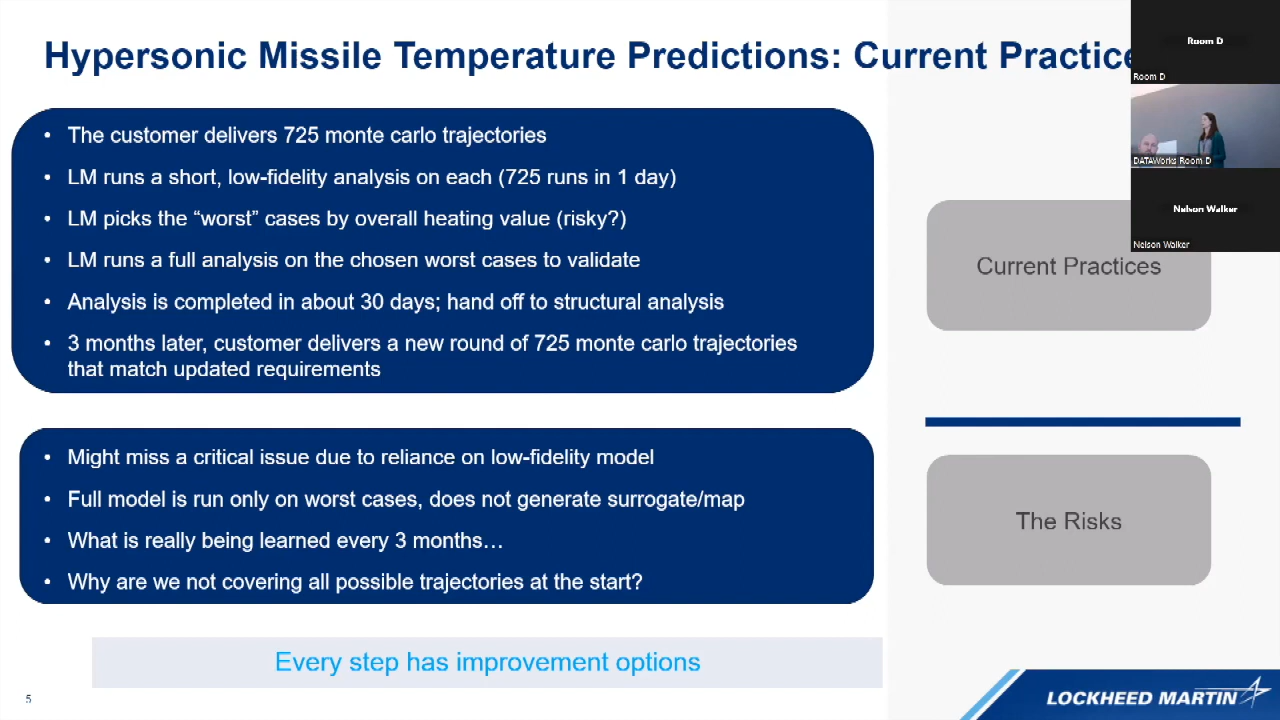 Hypersonic Missile Temperature Predictions: Current Practice
• The customer delivers 725 monte carlo trajectories
• LM runs a short, low-fidelity analysis on each (725 runs in 1 day)
• LM picks the “worst” cases by overall heating value (risky?)
• LM runs a full analysis on the chosen worst cases to validate
• Analysis is completed in about 30 days; hand off to structural analysis
• 3 months later, customer delivers a new round of 725 monte carlo trajectories
that match updated requirements
Current Practices
• Might miss a critical issue due to reliance on low-fidelity model
• Full model is run only on worst cases, does not generate surrogate/map
• What is really being learned every 3 months…
• Why are we not covering all possible trajectories at the start?
The Risks
Every step has improvement options
5
LOCKHEED MARTIN
Room D
Room D
DATAWorks Room D
Nelson Walker
Nelson Walker